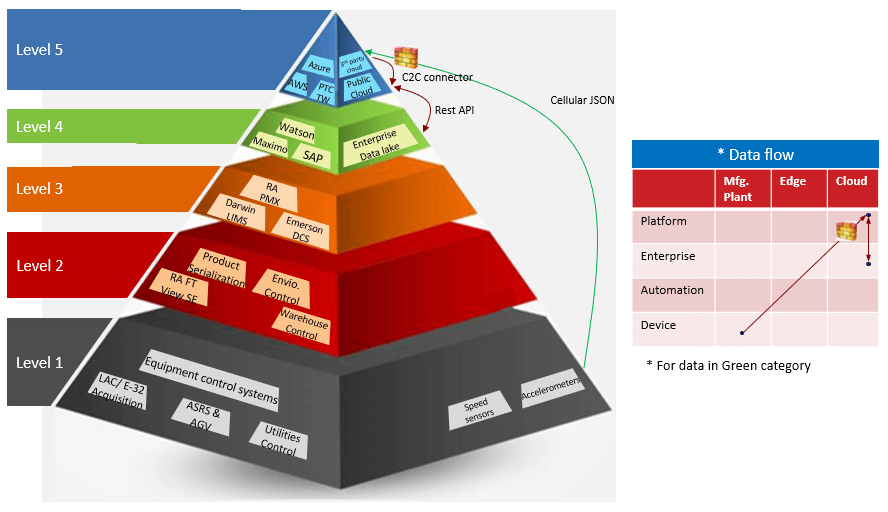 Level 5
Azure
3rd party
cloud
AWS
PTC
TW
Public
Cloud
C2C connector
Rest API
Cellular JSON
Level 4
Watson
Maximo
SAP
Enterprise
Data lake
Level 3
RA
PMX
Darwin
LIMS
Emerson
DCS
Level 2
Product
Serialization
RA FT
View SE
Envio.
Control
Warehouse
Control
Level 1
Equipment control systems
LAC/ E-32
Acquisition
ASRS &
AGV
Utilities
Control
Speed
sensors
Accelerometers
* Data flow
Mfg.
Plant
Edge
Cloud
Platform
Enterprise
Automation
Device
* For data in Green category